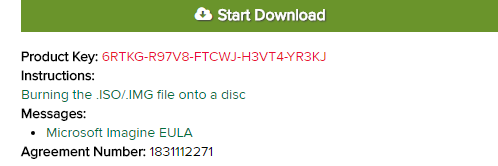 Start Download
Product Key: 6RTKG-R97V8-FTCWJ-H3VT4-YR3KJ
Instructions:
Burning the .ISO/.IMG file onto a disc
Messages:
• Microsoft Imagine EULA
Agreement Number: 1831112271